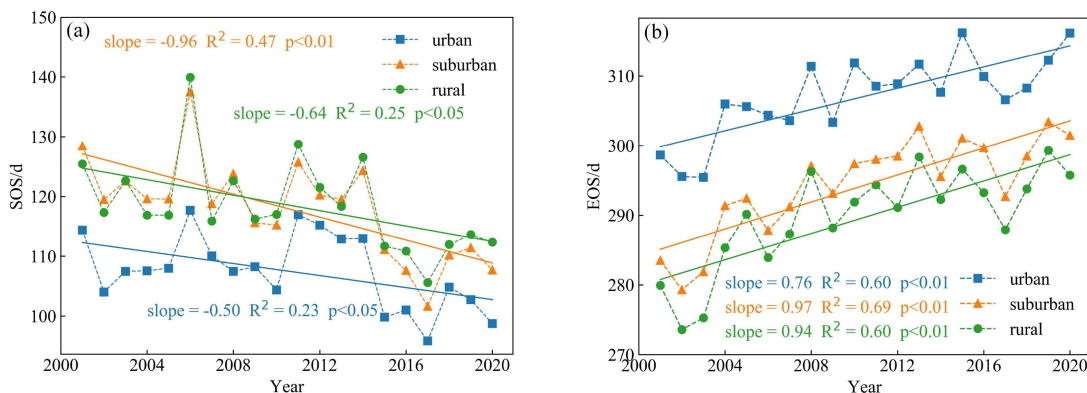 (a)
slope = -0.96 R² = 0.47 p<0.01
urban
suburban
rural
slope = -0.64 R² = 0.25 p<0.05
slope = -0.50 R² = 0.23 p<0.05
150
140
130
120
110
100
SOS/d
2000 2004 2008 2012 2016 2020
Year
(b)
310
300
290
280
270
EOS/d
slope = 0.76 R² = 0.60 p<0.01 urban
slope = 0.97 R² = 0.69 p<0.01 suburban
slope = 0.94 R² = 0.60 p<0.01 rural
2000 2004 2008 2012 2016 2020
Year